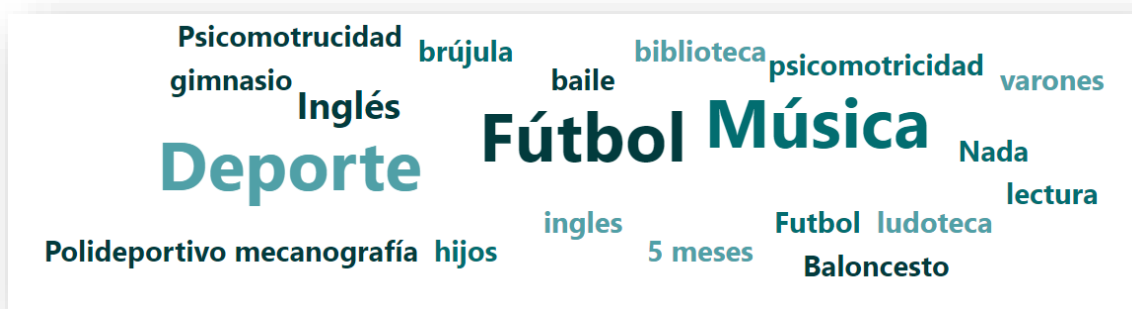 Psicomotrucidad
brújula
biblioteca
psicomotricidad
varones
gimnasio
Inglés
baile
Fútbol
Música
Deporte
Nada
lectura
ingles
Futbol
ludoteca
Polideportivo
mecanografía
hijos
5 meses
Baloncesto